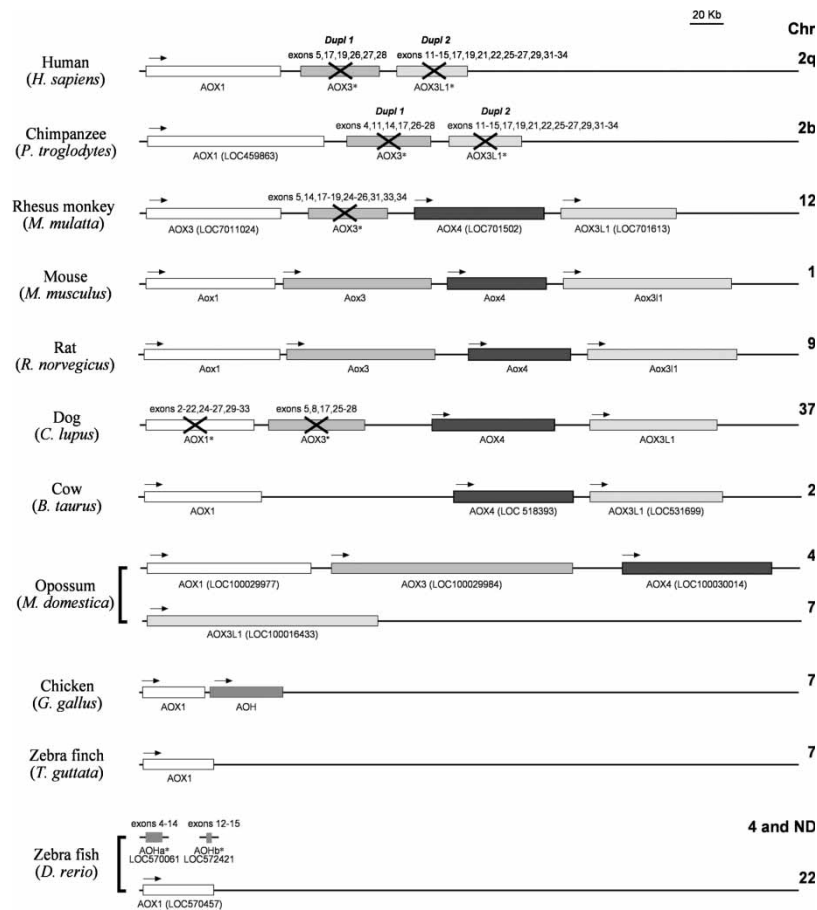 20 Kb
Chr
Dupl 1 Dupl 2
exons 5,17,19,26,27,28 exons 11-15,17,19,21,22,25-27,29,31-34
Human
(H. sapiens)
2q
AOX1 AOX3* AOX3L1*
Dupl 1 Dupl 2
exons 4,11,14,17,26-28 exons 11-15,17,19,21,22,25-27,29,31-34
Chimpanzee
(P. troglodytes)
2b
AOX1 (LOC459863) AOX3* AOX3L1*
exons 5,14,17-19,24-26,31,33,34
Rhesus monkey
(M. mulatta)
12
AOX3 (LOC7011024) AOX3* AOX4 (LOC701502) AOX3L1 (LOC701613)
Mouse
(M. musculus)
1
Aox1 Aox3 Aox4 Aox3l1
Rat
(R. norvegicus)
9
Aox1 Aox3 Aox4 Aox3l1
exons 2-22,24-27,29-33 exons 5,8,17,25-28
Dog
(C. lupus)
37
AOX1* AOX3* AOX4 AOX3L1
Cow
(B. taurus)
2
AOX1 AOX4 (LOC 518393) AOX3L1 (LOC531699)
4
AOX1 (LOC100029977) AOX3 (LOC100029984) AOX4 (LOC100030014)
Opossum
(M. domestica)
7
AOX3L1 (LOC100016433)
Chicken
(G. gallus)
7
AOX1 AOH
Zebra finch
(T. guttata)
7
AOX1
exons 4-14 exons 12-15
4 and ND
AOHa* AOHb*
LOC570061 LOC572421
Zebra fish
(D. rerio)
22
AOX1 (LOC570457)